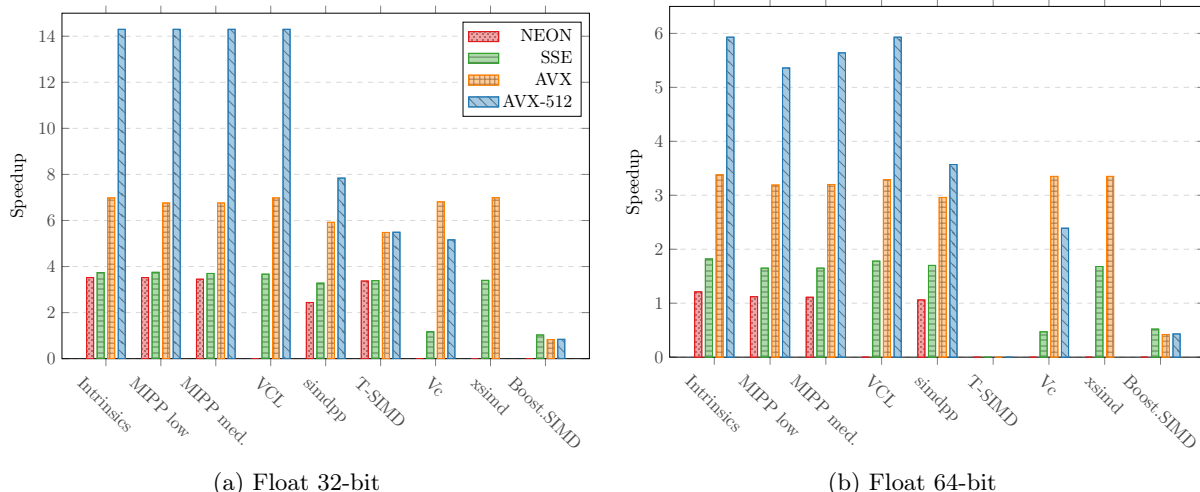 0
2
4
6
8
10
12
14
Speedup
NEON
SSE
AVX
AVX-512
Intrinsics
MIPP low
MIPP med.
VCL
simdpp
T-SIMD
Vc
xsimd
Boost.SIMD
(a) Float 32-bit
0
1
2
3
4
5
6
Speedup
Intrinsics
MIPP low
MIPP med.
VCL
simdpp
T-SIMD
Vc
xsimd
Boost.SIMD
(b) Float 64-bit